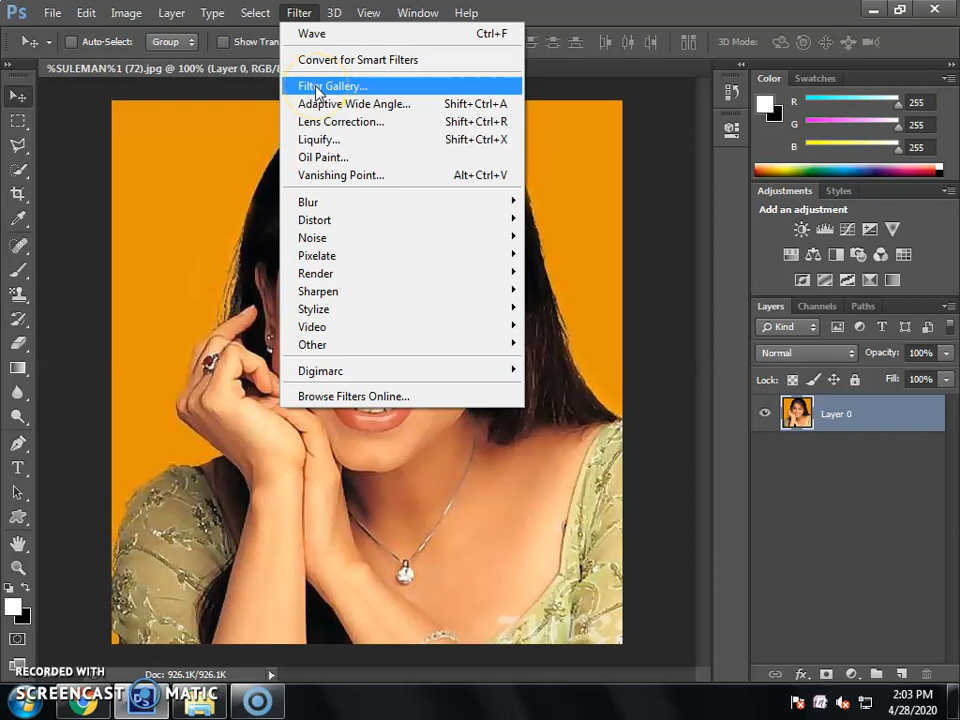 Ps File Edit Image Layer Type Select Filter 3D View Window Help
Auto-Select: Group Show Tran 3D Mode:
%SULEMAN%1 (72).jpg @ 100% (Layer 0, RGB/8
Wave Ctrl+F
Convert for Smart Filters
Filter Gallery...
Adaptive Wide Angle... Shift+Ctrl+A
Lens Correction... Shift+Ctrl+R
Liquify... Shift+Ctrl+X
Oil Paint...
Vanishing Point... Alt+Ctrl+V
Blur
Distort
Noise
Pixelate
Render
Sharpen
Stylize
Video
Other
Digimarc
Browse Filters Online...
Color Swatches
R 255
G 255
B 255
Adjustments Styles
Add an adjustment
Layers Channels Paths
Kind
Normal Opacity: 100%
Lock: Fill: 100%
Layer 0
Doc: 926.1K/926.1K
RECORDED WITH
SCREENCAST MATIC
2:03 PM
4/28/2020